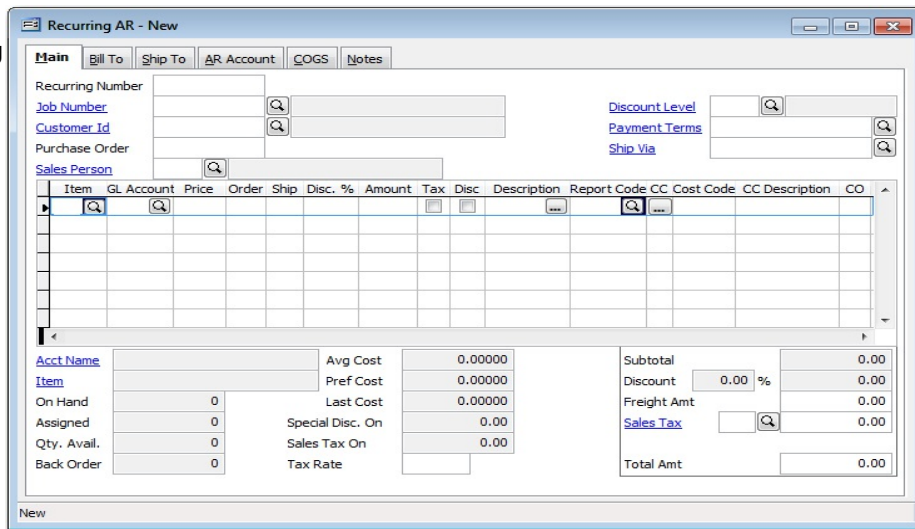 Recurring AR - New
Main Bill To Ship To AR Account COGS Notes
Recurring Number
Job Number Discount Level
Customer Id Payment Terms
Purchase Order Ship Via
Sales Person
Item GL Account Price Order Ship Disc. % Amount Tax Disc Description Report Code CC Cost Code CC Description CO
Acct Name Avg Cost 0.00000 Subtotal 0.00
Item Pref Cost 0.00000 Discount 0.00 % 0.00
On Hand 0 Last Cost 0.00000 Freight Amt 0.00
Assigned 0 Special Disc. On 0.00 Sales Tax 0.00
Qty. Avail. 0 Sales Tax On 0.00
Back Order 0 Tax Rate Total Amt 0.00
New